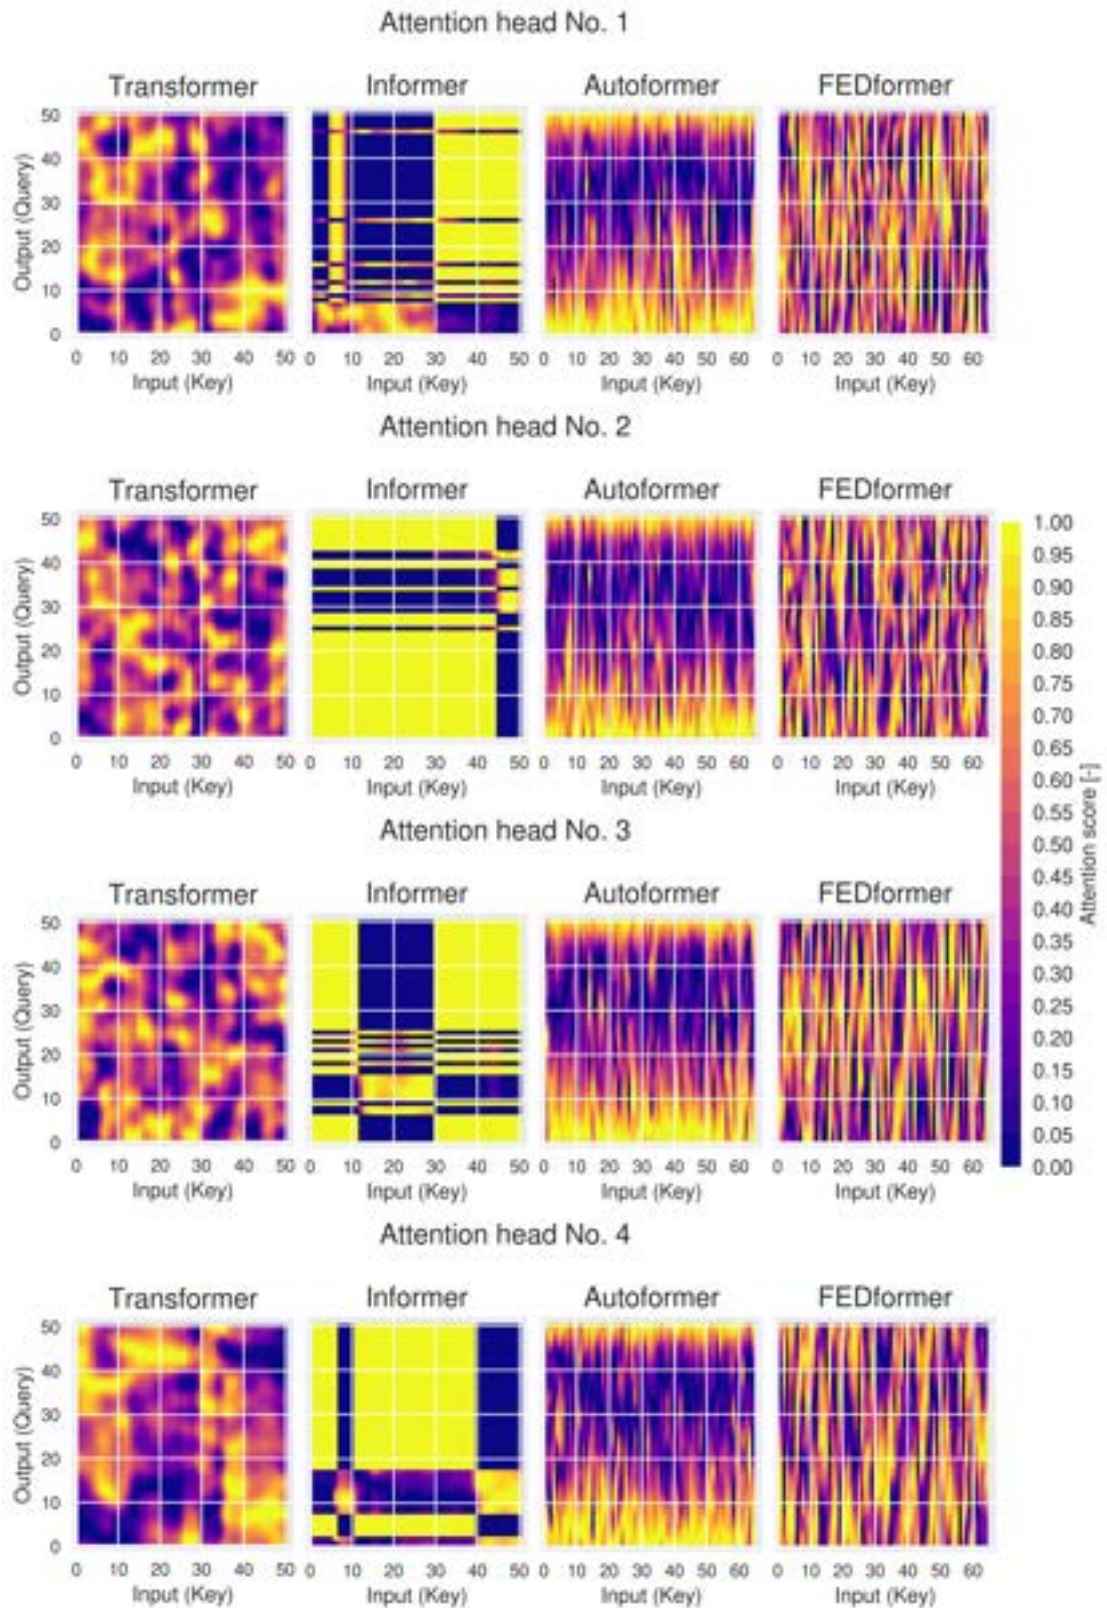 Attention head No. 1
Transformer Informer Autoformer FEDformer
Output (Query)
50
40
30
20
10
0
0 10 20 30 40 50 0 10 20 30 40 50 0 10 20 30 40 50 60 0 10 20 30 40 50 60
Input (Key) Input (Key) Input (Key) Input (Key)
Attention head No. 2
Transformer Informer Autoformer FEDformer
Output (Query)
50
40
30
20
10
0
0 10 20 30 40 50 0 10 20 30 40 50 0 10 20 30 40 50 60 0 10 20 30 40 50 60
Input (Key) Input (Key) Input (Key) Input (Key)
Attention head No. 3
Transformer Informer Autoformer FEDformer
Output (Query)
50
40
30
20
10
0
0 10 20 30 40 50 0 10 20 30 40 50 0 10 20 30 40 50 60 0 10 20 30 40 50 60
Input (Key) Input (Key) Input (Key) Input (Key)
Attention head No. 4
Transformer Informer Autoformer FEDformer
Output (Query)
50
40
30
20
10
0
0 10 20 30 40 50 0 10 20 30 40 50 0 10 20 30 40 50 60 0 10 20 30 40 50 60
Input (Key) Input (Key) Input (Key) Input (Key)
1.00
0.95
0.90
0.85
0.80
0.75
0.70
0.65
0.60
0.55
0.50
0.45
0.40
0.35
0.30
0.25
0.20
0.15
0.10
0.05
0.00
Attention score [-]